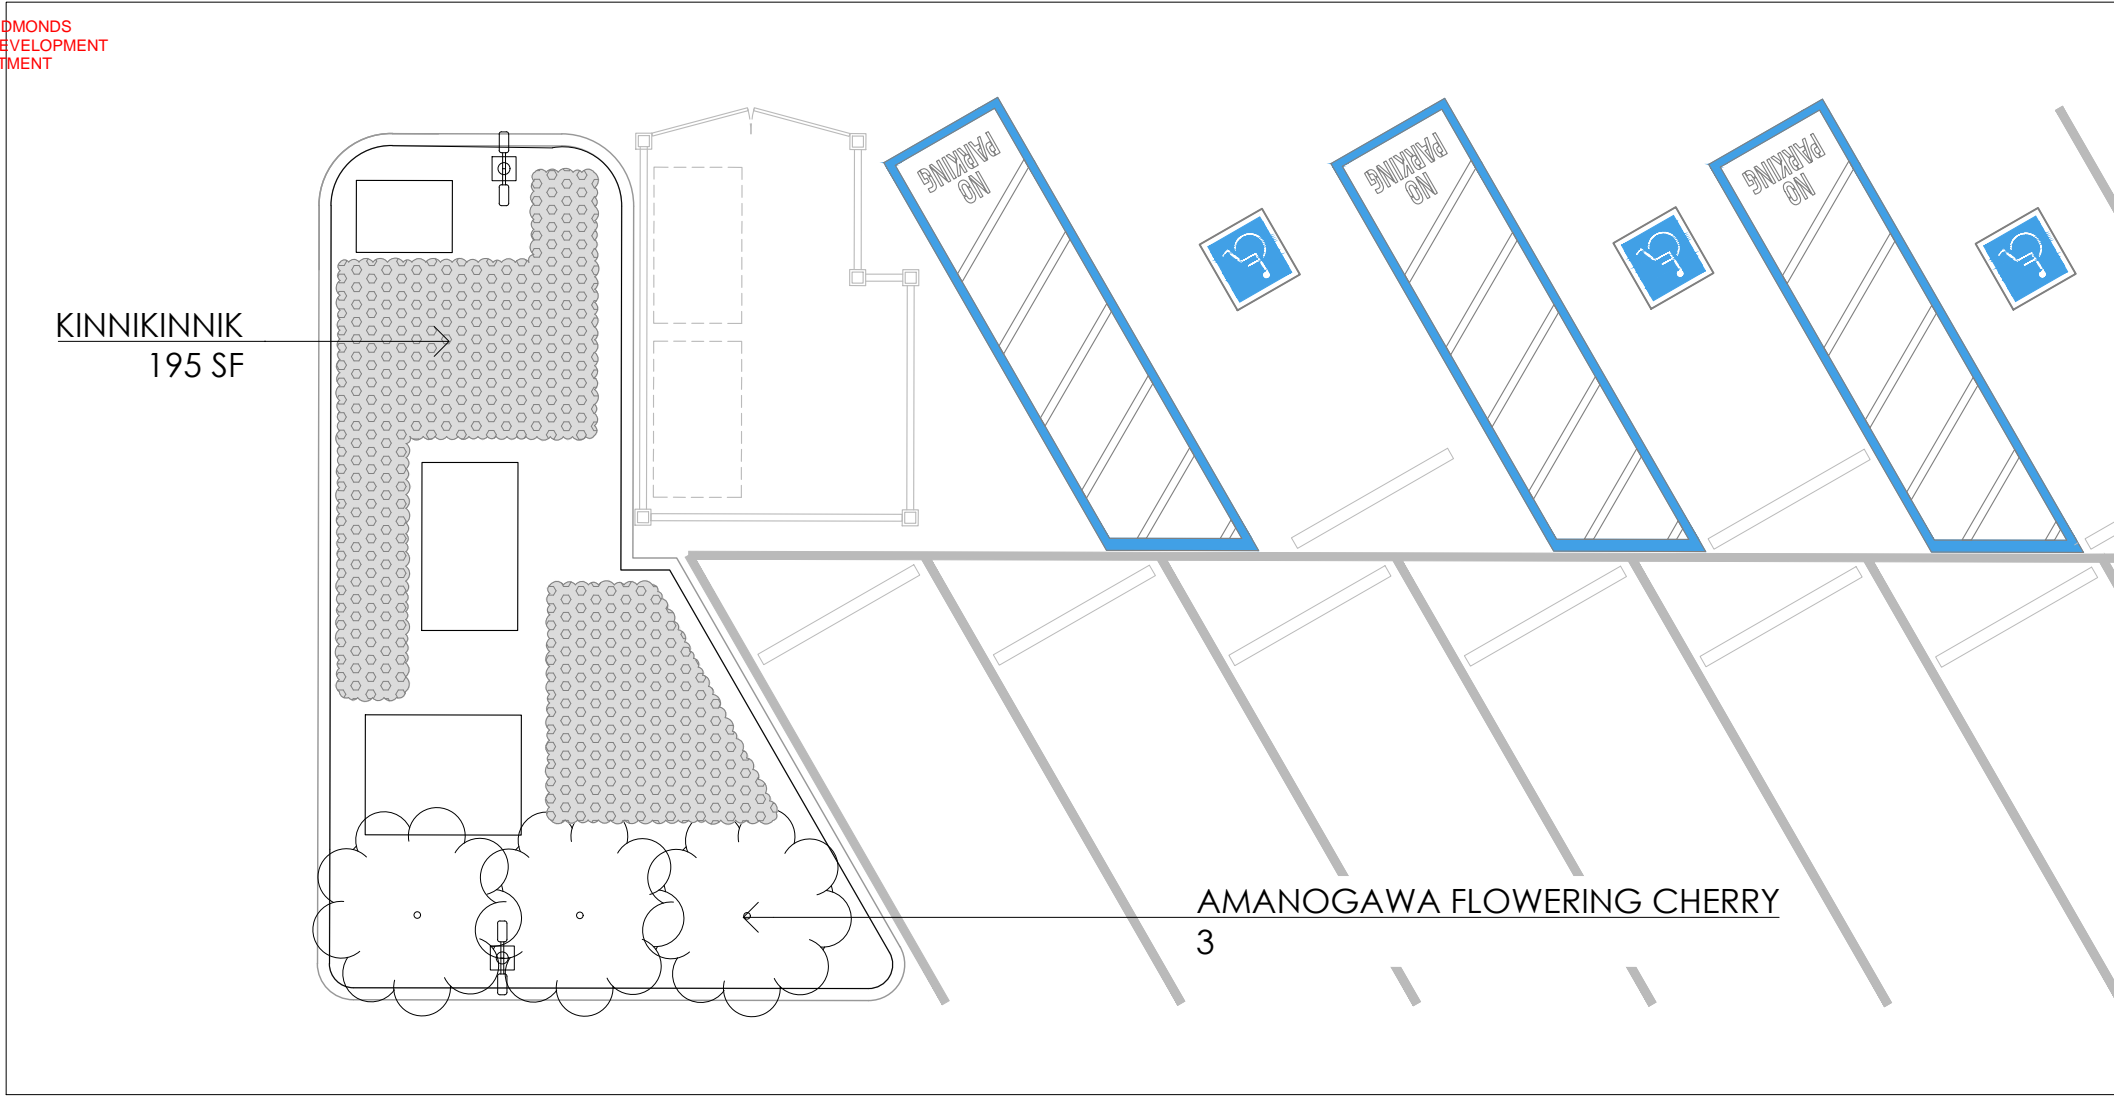 DMONDS
EVELOPMENT
TMENT
NO
PARKING
NO
PARKING
NO
PARKING
KINNIKINNIK
195 SF
AMANOGAWA FLOWERING CHERRY
3